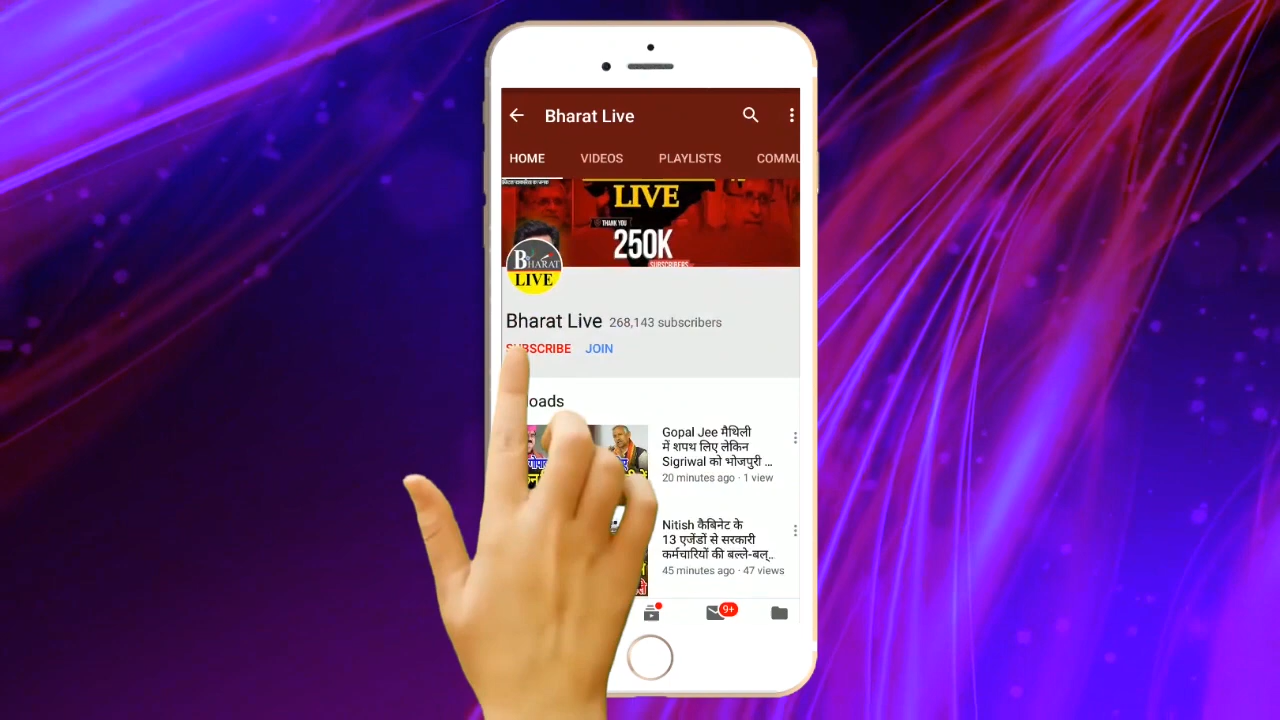 Bharat Live
HOME VIDEOS PLAYLISTS COMMU
LIVE
THANK YOU
250K
SUBSCRIBERS
BHARAT
LIVE
Bharat Live 268,143 subscribers
SUBSCRIBE JOIN
loads
Gopal Jee मैथिली
में शपथ लिए लेकिन
Sigriwal को भोजपुरी ...
20 minutes ago · 1 view
Nitish कैबिनेट के
13 एजेंडों से सरकारी
कर्मचारियों की बल्ले-बल्..
45 minutes ago · 47 views
9+